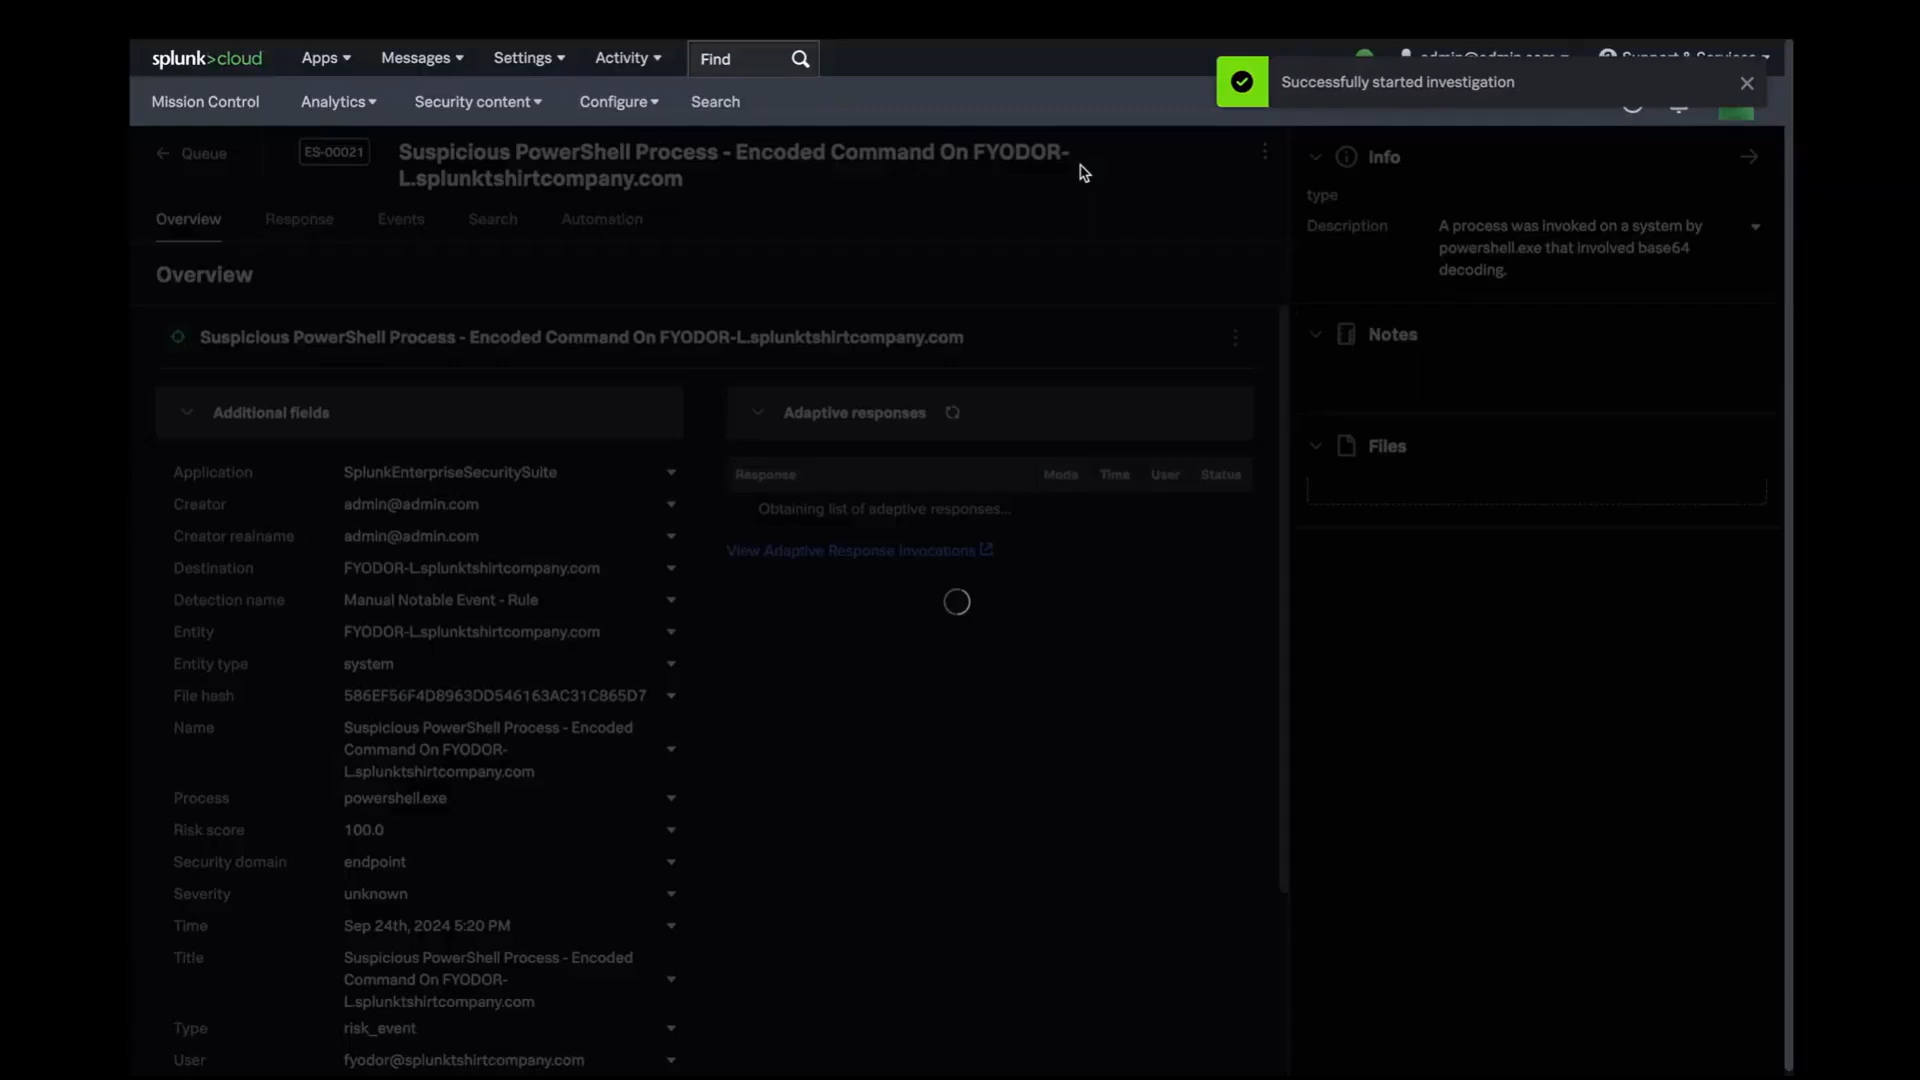 splunk>cloud
Apps
Messages
Settings
Activity
Find
Successfully started investigation
Mission Control
Analytics
Security content
Configure
Search
Queue
ES-00021
Suspicious PowerShell Process - Encoded Command On FYODOR-
L.splunktshirtcompany.com
Overview
Response
Events
Search
Automation
Overview
Suspicious PowerShell Process - Encoded Command On FYODOR-L.splunktshirtcompany.com
Additional fields
Application SplunkEnterpriseSecuritySuite
Creator admin@admin.com
Creator realname admin@admin.com
Destination FYODOR-L.splunktshirtcompany.com
Detection name Manual Notable Event - Rule
Entity FYODOR-L.splunktshirtcompany.com
Entity type system
File hash 586EF56F4D8963DD546163AC31C865D7
Name Suspicious PowerShell Process - Encoded
Command On FYODOR-
L.splunktshirtcompany.com
Process powershell.exe
Risk score 100.0
Security domain endpoint
Severity unknown
Time Sep 24th, 2024 5:20 PM
Title Suspicious PowerShell Process - Encoded
Command On FYODOR-
L.splunktshirtcompany.com
Type risk_event
User fyodor@splunktshirtcompany.com
Adaptive responses
Response Mode Time User Status
Obtaining list of adaptive responses...
View Adaptive Response Invocations
Info
type
Description A process was invoked on a system by
powershell.exe that involved base64
decoding.
Notes
Files